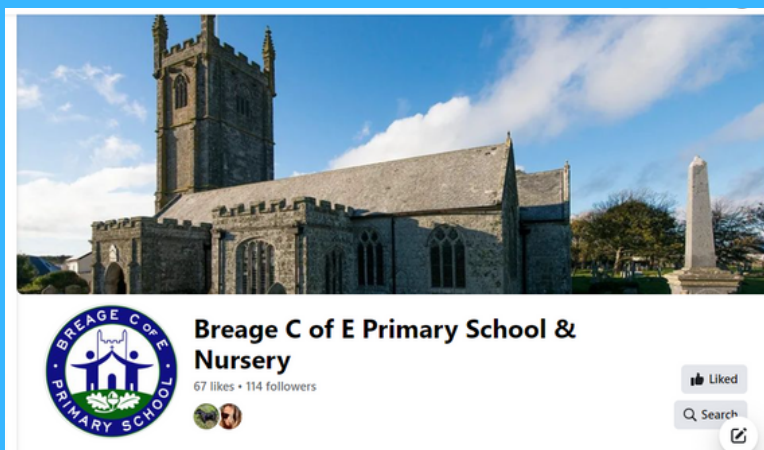 BREAGE C OF E
PRIMARY SCHOOL
Breage C of E Primary School &
Nursery
67 likes • 114 followers
Liked
Search